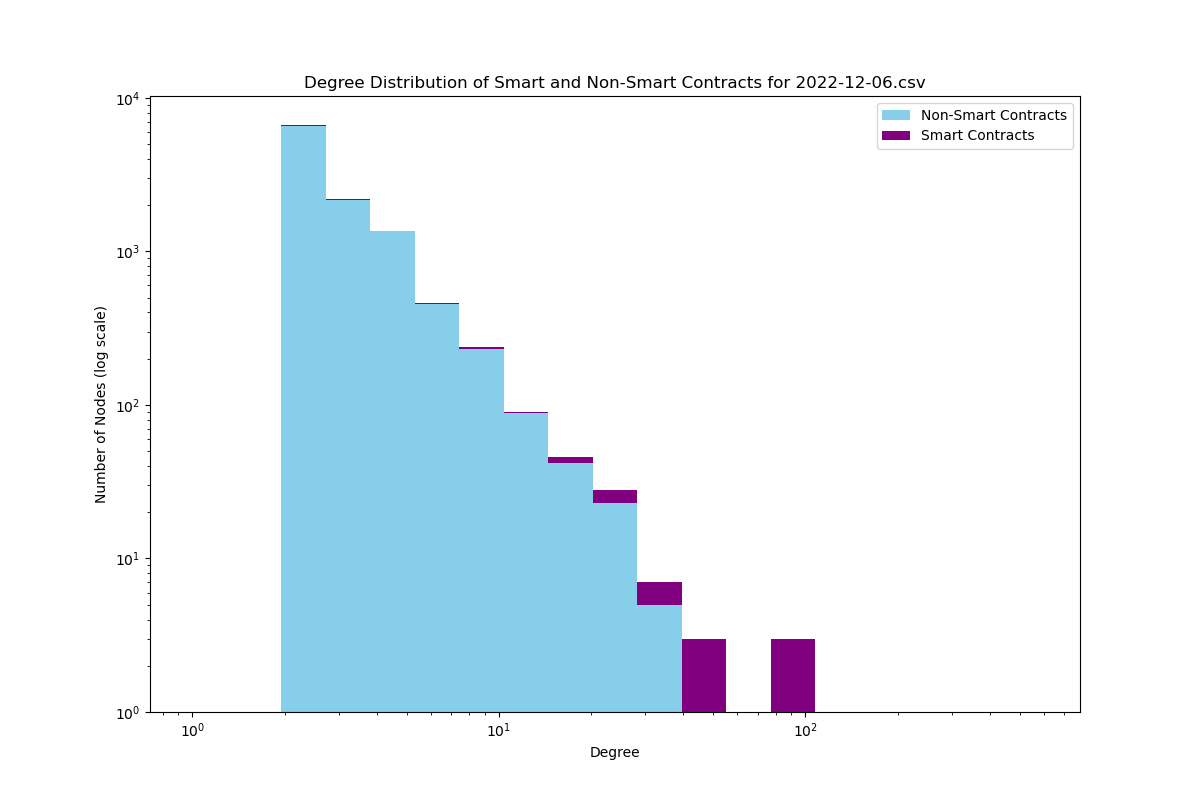 Degree Distribution of Smart and Non-Smart Contracts for 2022-12-06.csv
Non-Smart Contracts
Smart Contracts
Number of Nodes (log scale)
10⁴
10³
10²
10¹
10⁰
10⁰ 10¹ 10²
Degree